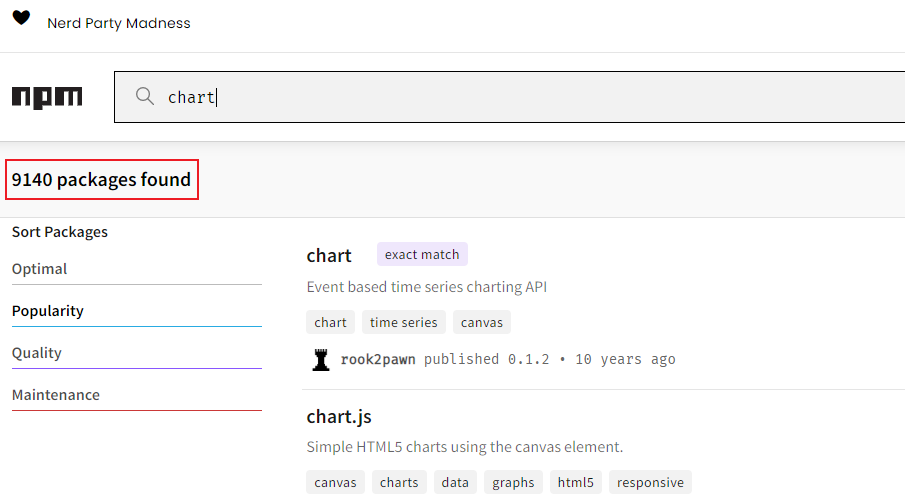 Nerd Party Madness
npm
chart
9140 packages found
Sort Packages
Optimal
Popularity
Quality
Maintenance
chart exact match
Event based time series charting API
chart time series canvas
rook2pawn published 0.1.2 • 10 years ago
chart.js
Simple HTML5 charts using the canvas element.
canvas charts data graphs html5 responsive